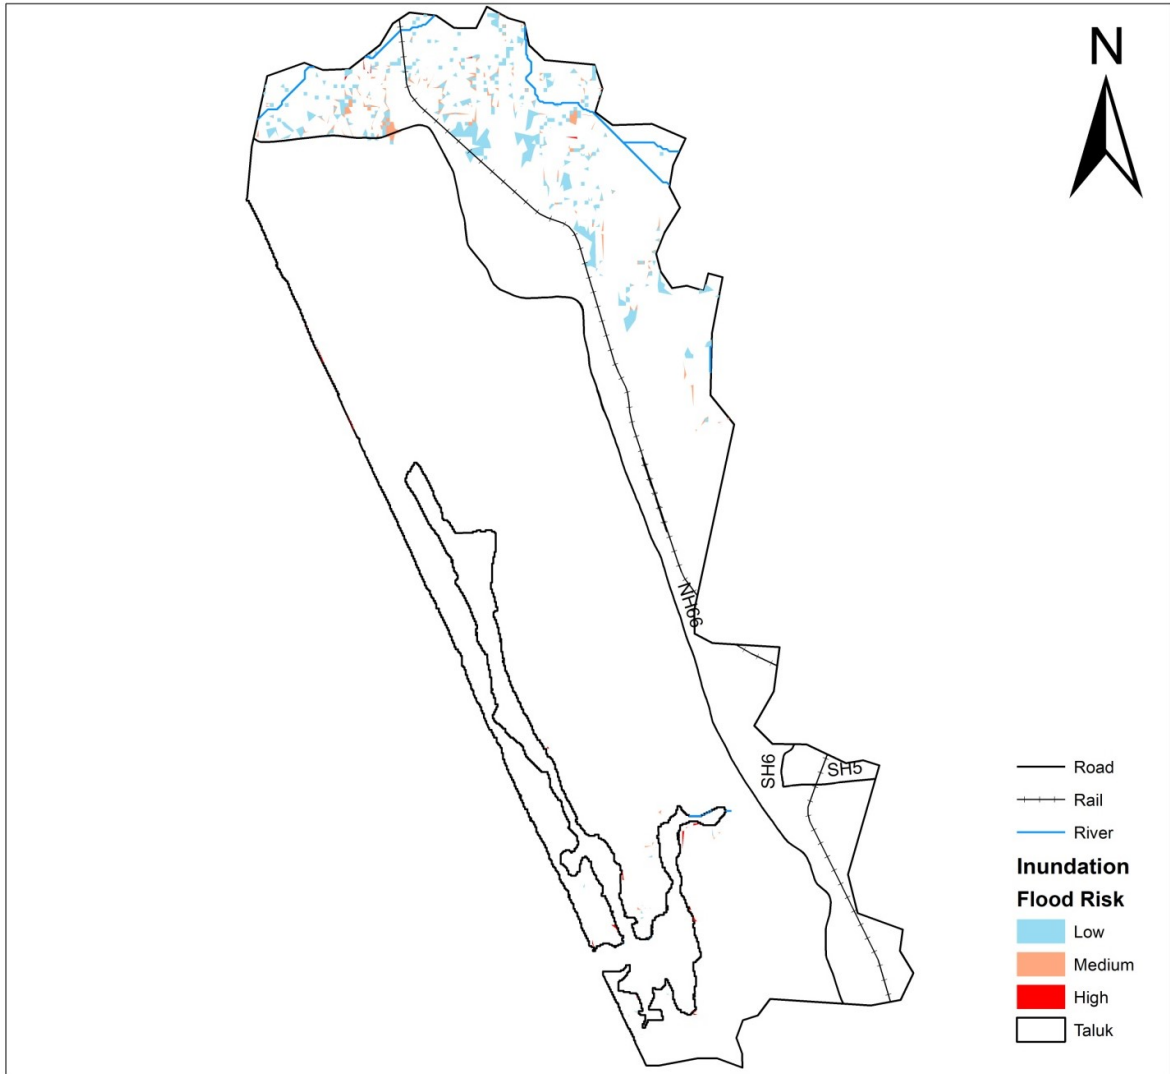 N
NH66
SH6
SH5
Road
Rail
River
Inundation
Flood Risk
Low
Medium
High
Taluk